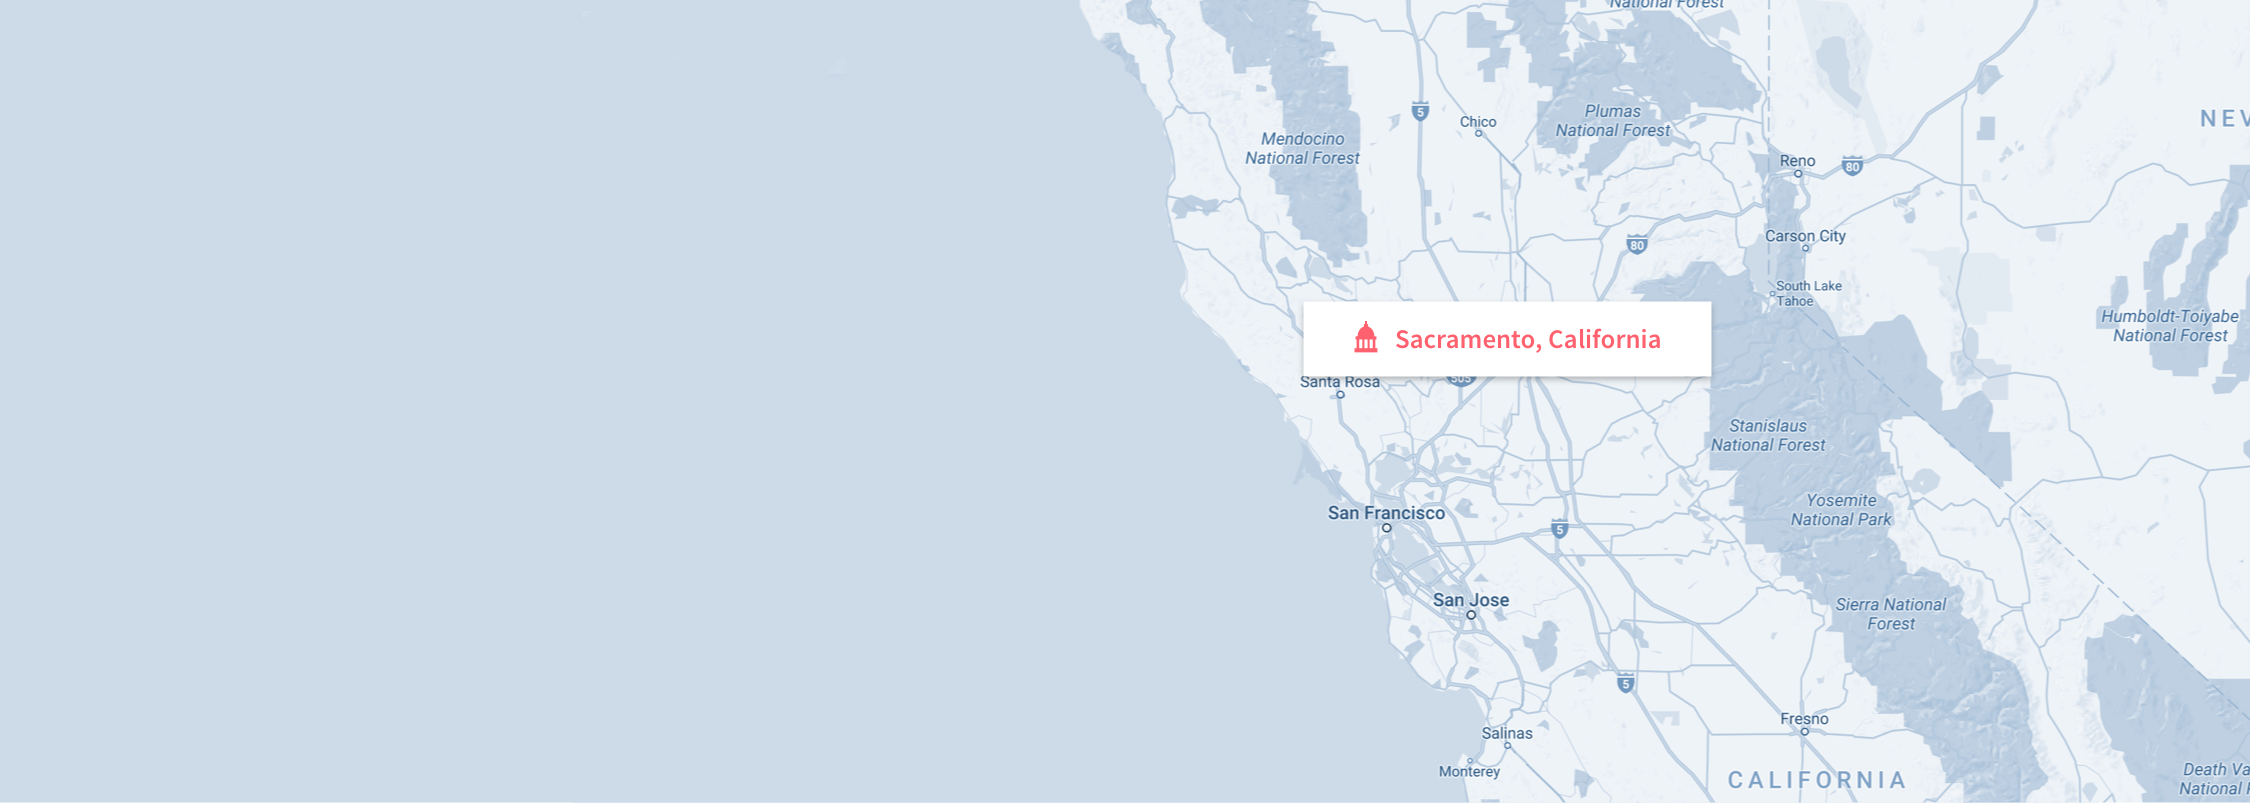 National Forest
5
Chico
Plumas
National Forest
NEV
Mendocino
National Forest
Reno
80
Carson City
80
South Lake
Tahoe
Humboldt-Toiyabe
National Forest
Sacramento, California
Santa Rosa
505
Stanislaus
National Forest
Yosemite
National Park
San Francisco
5
San Jose
Sierra National
Forest
5
Fresno
Salinas
Monterey
CALIFORNIA
Death Va
National